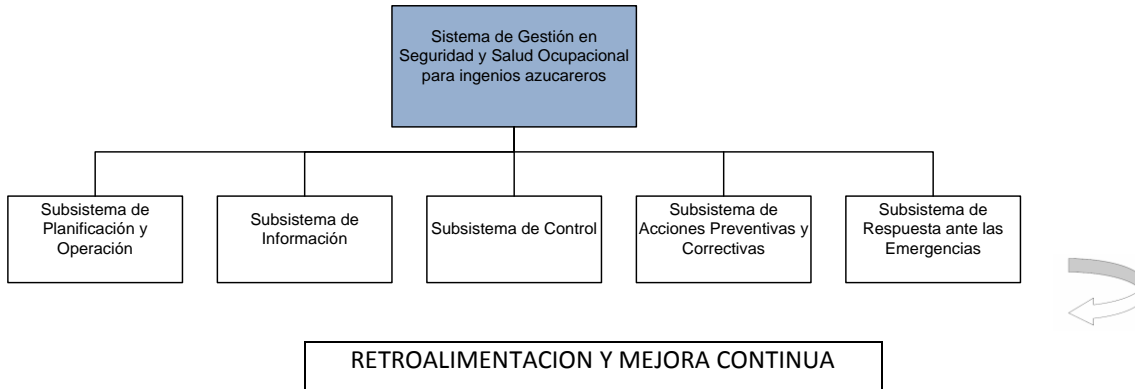 Sistema de Gestión en
Seguridad y Salud Ocupacional
para ingenios azucareros
Subsistema de
Planificación y
Operación
Subsistema de
Información
Subsistema de Control
Subsistema de
Acciones Preventivas y
Correctivas
Subsistema de
Respuesta ante las
Emergencias
RETROALIMENTACION Y MEJORA CONTINUA